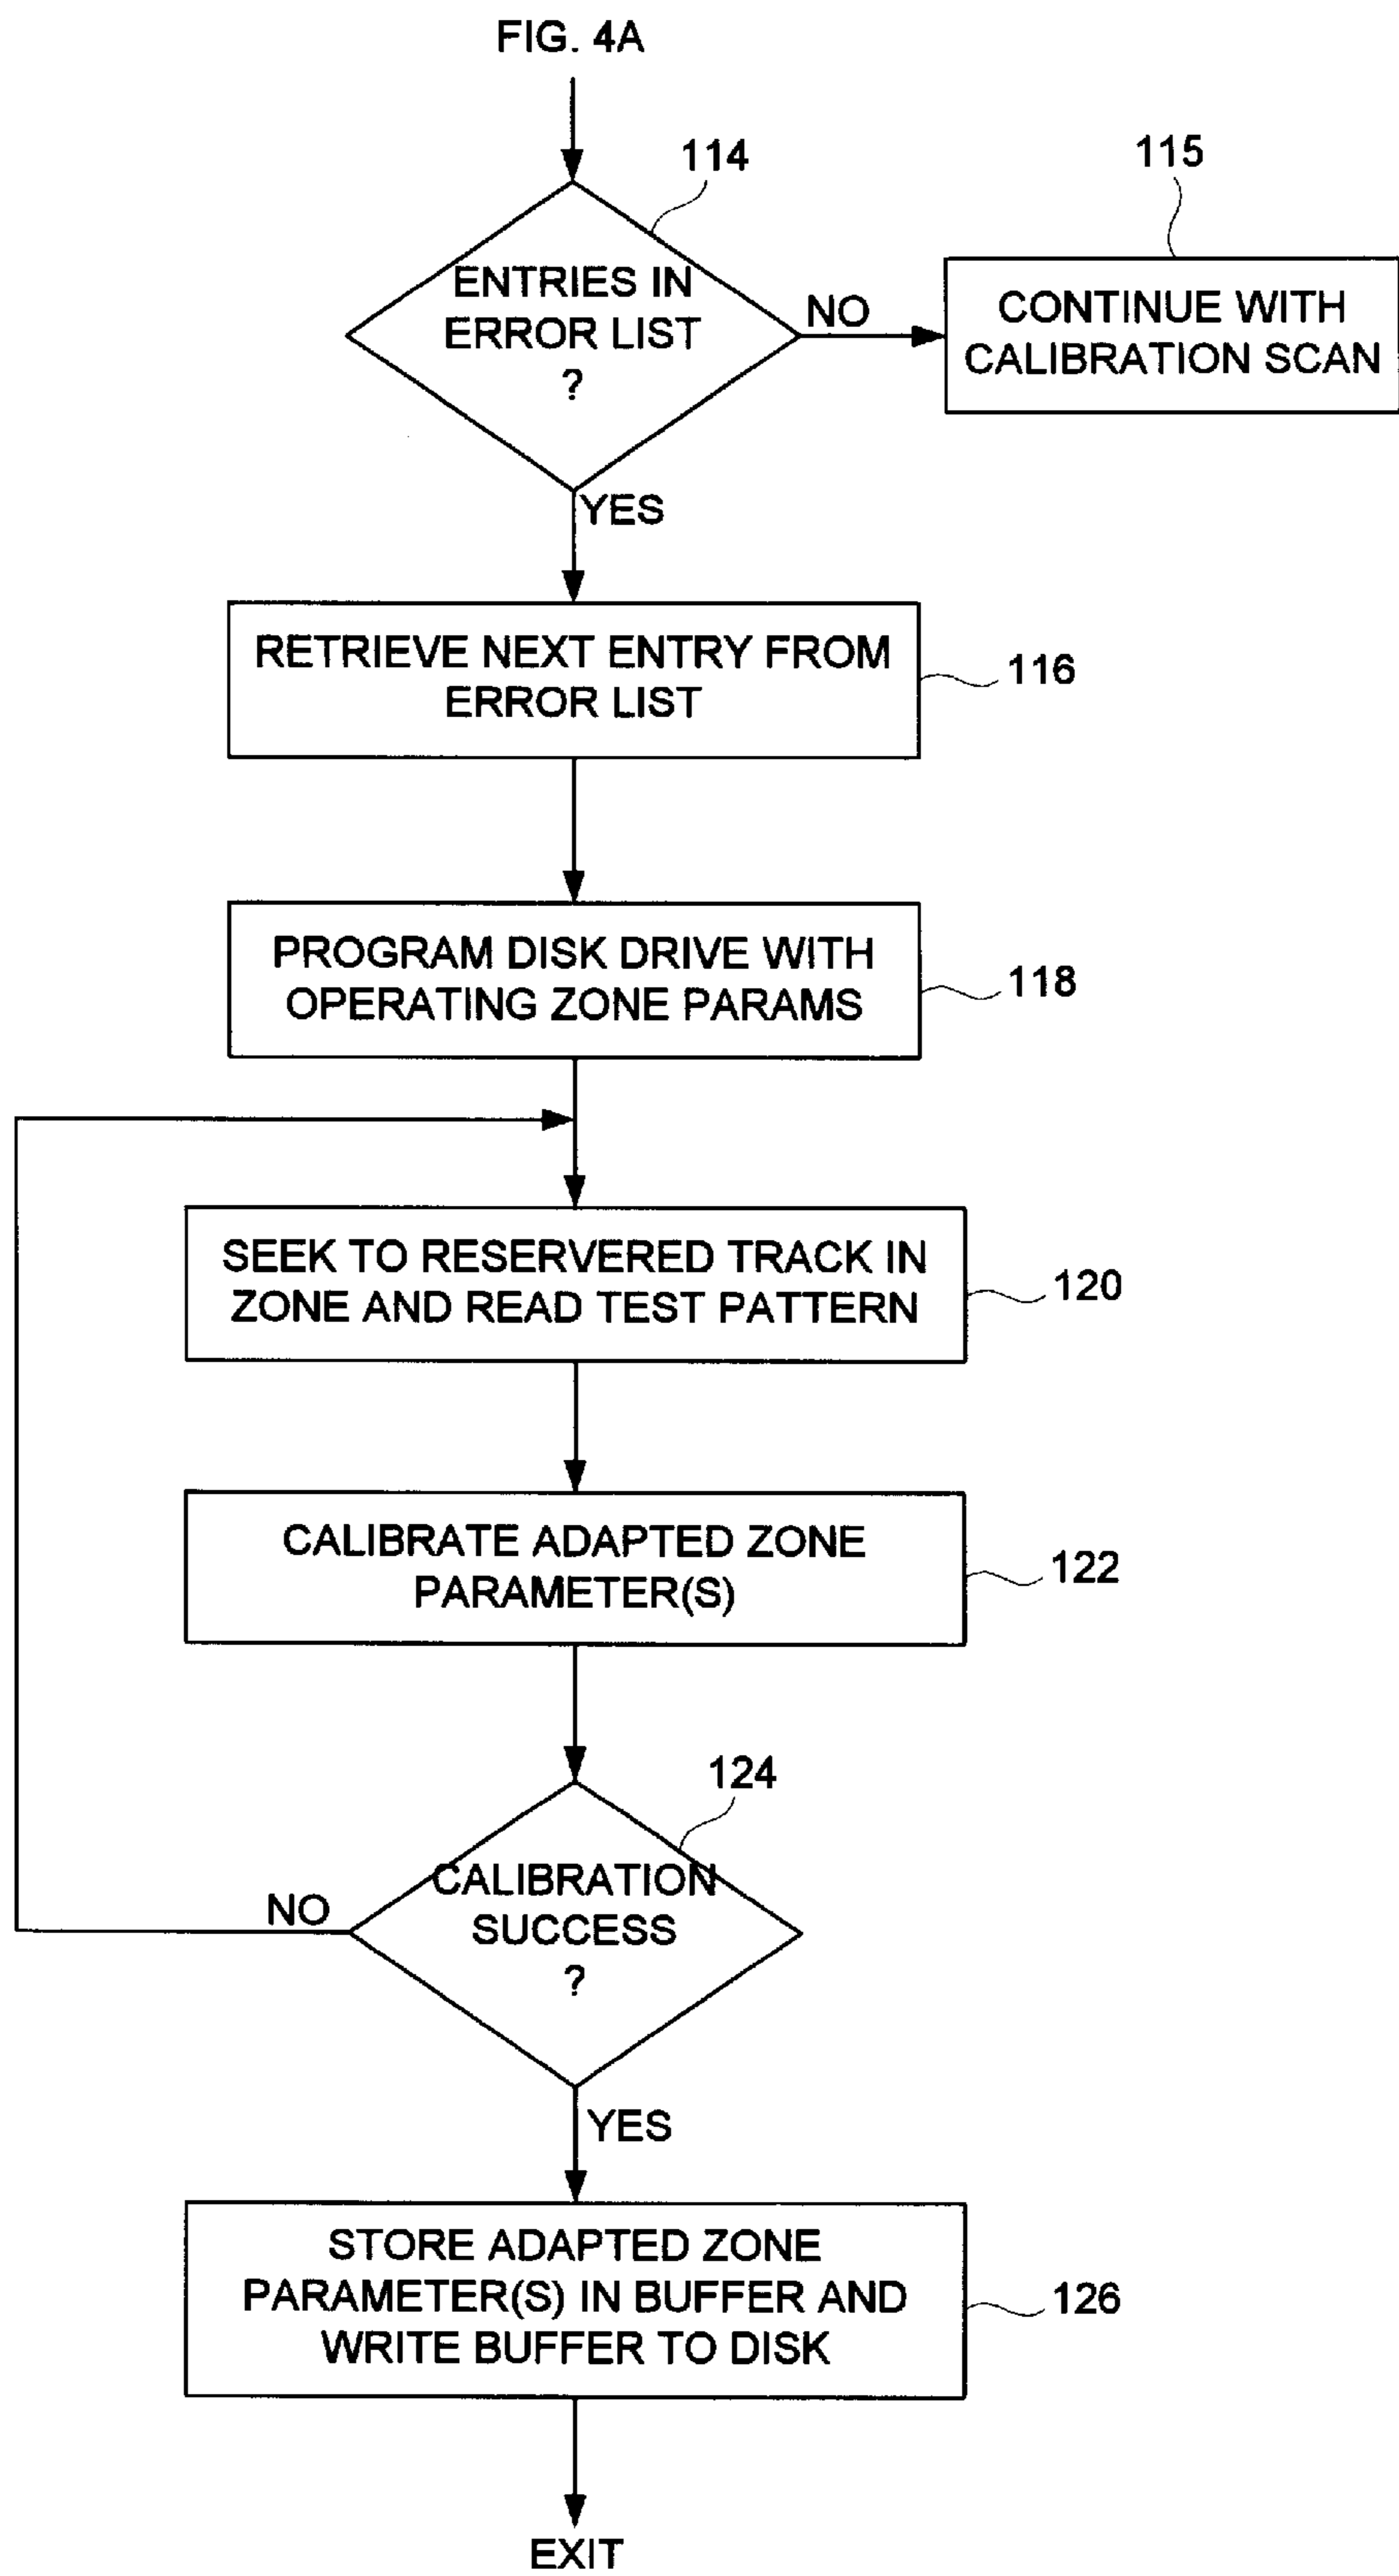 FIG. 4A
114
115
ENTRIES IN
ERROR LIST
?
NO
CONTINUE WITH
CALIBRATION SCAN
YES
RETRIEVE NEXT ENTRY FROM
ERROR LIST
116
PROGRAM DISK DRIVE WITH
OPERATING ZONE PARAMS
118
SEEK TO RESERVERED TRACK IN
ZONE AND READ TEST PATTERN
120
CALIBRATE ADAPTED ZONE
PARAMETER(S)
122
124
CALIBRATION
SUCCESS
?
NO
YES
STORE ADAPTED ZONE
PARAMETER(S) IN BUFFER AND
WRITE BUFFER TO DISK
126
EXIT